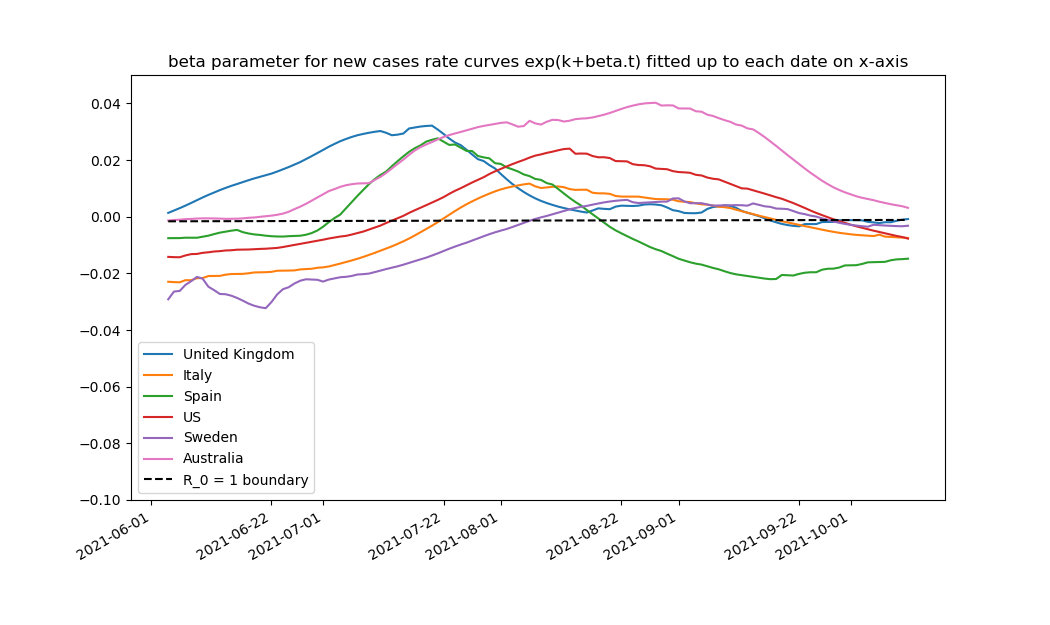 beta parameter for new cases rate curves exp(k+beta.t) fitted up to each date on x-axis
0.04
0.02
0.00
−0.02
−0.04
−0.06
−0.08
−0.10
United Kingdom
Italy
Spain
US
Sweden
Australia
R_0 = 1 boundary
2021-06-01
2021-06-22
2021-07-01
2021-07-22
2021-08-01
2021-08-22
2021-09-01
2021-09-22
2021-10-01